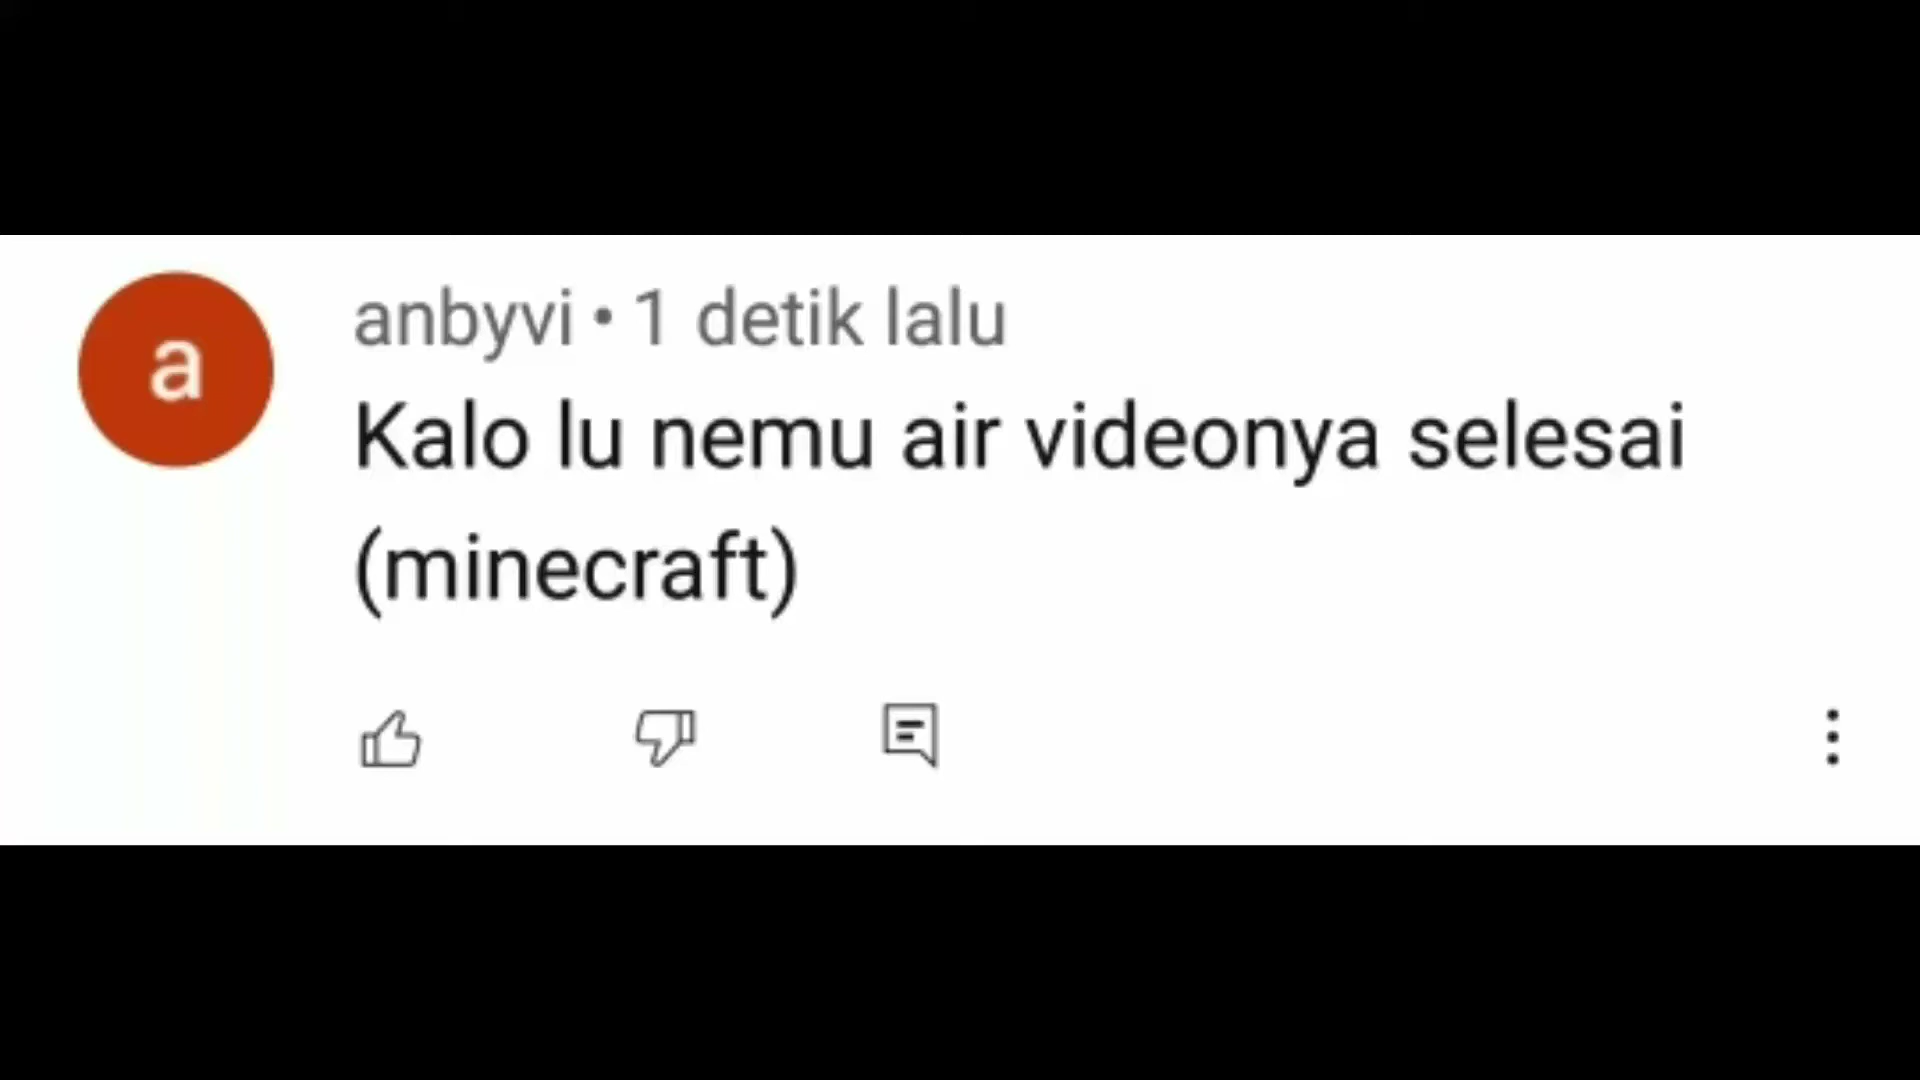 a
anbyvi • 1 detik lalu
Kalo lu nemu air videonya selesai
(minecraft)